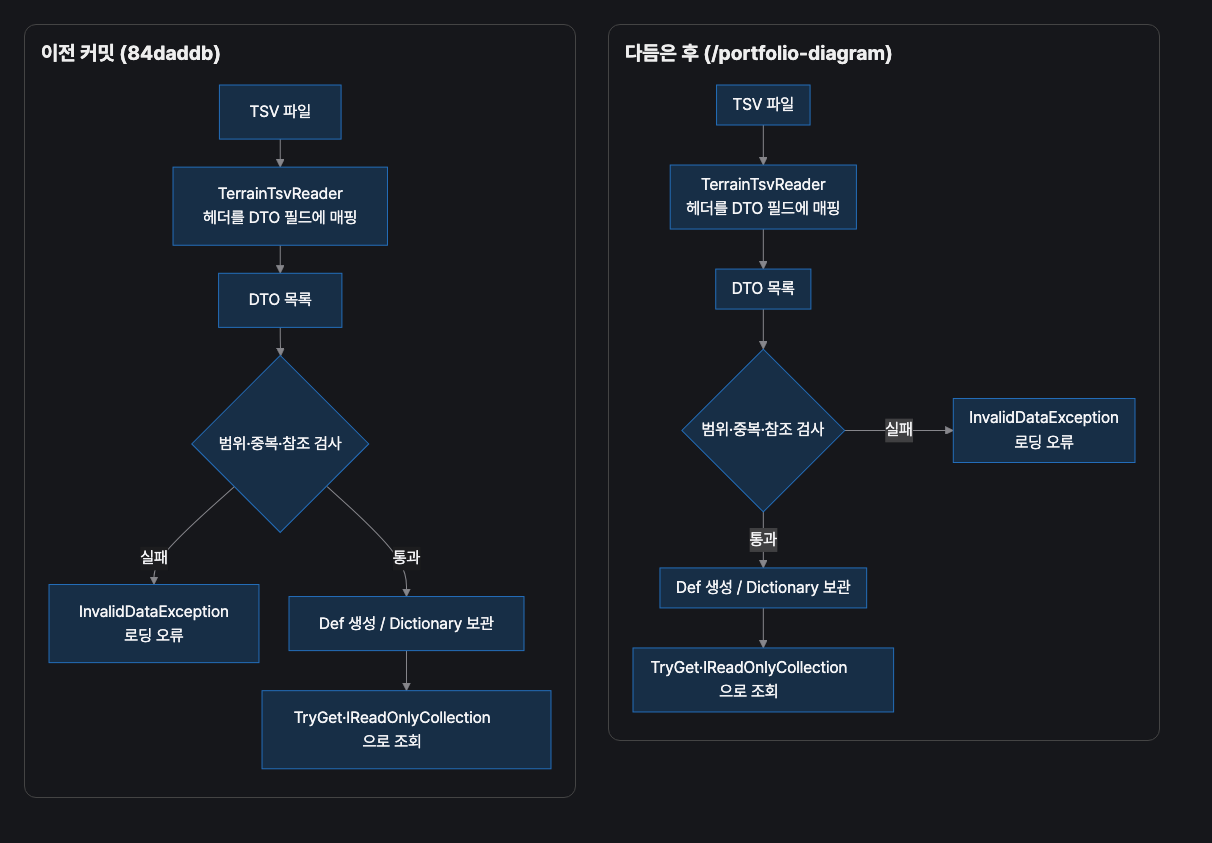 이전 커밋 (84daddb)
TSV 파일
TerrainTsvReader
헤더를 DTO 필드에 매핑
DTO 목록
범위·중복·참조 검사
실패
통과
InvalidDataException
로딩 오류
Def 생성 / Dictionary 보관
TryGet·IReadOnlyCollection
으로 조회
다듬은 후 (/portfolio-diagram)
TSV 파일
TerrainTsvReader
헤더를 DTO 필드에 매핑
DTO 목록
범위·중복·참조 검사
실패
InvalidDataException
로딩 오류
통과
Def 생성 / Dictionary 보관
TryGet·IReadOnlyCollection
으로 조회